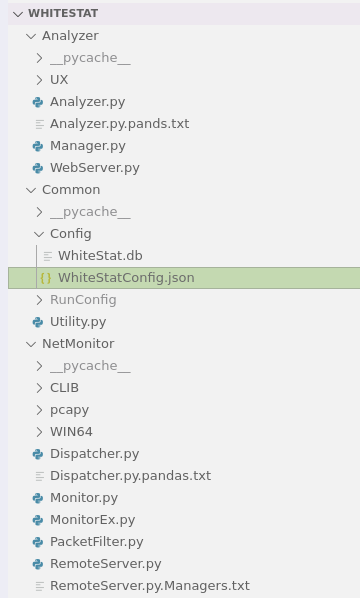 WHITESTAT
Analyzer
__pycache__
UX
Analyzer.py
Analyzer.py.pands.txt
Manager.py
WebServer.py
Common
__pycache__
Config
WhiteStat.db
WhiteStatConfig.json
RunConfig
Utility.py
NetMonitor
__pycache__
CLIB
pcapy
WIN64
Dispatcher.py
Dispatcher.py.pandas.txt
Monitor.py
MonitorEx.py
PacketFilter.py
RemoteServer.py
RemoteServer.py.Managers.txt